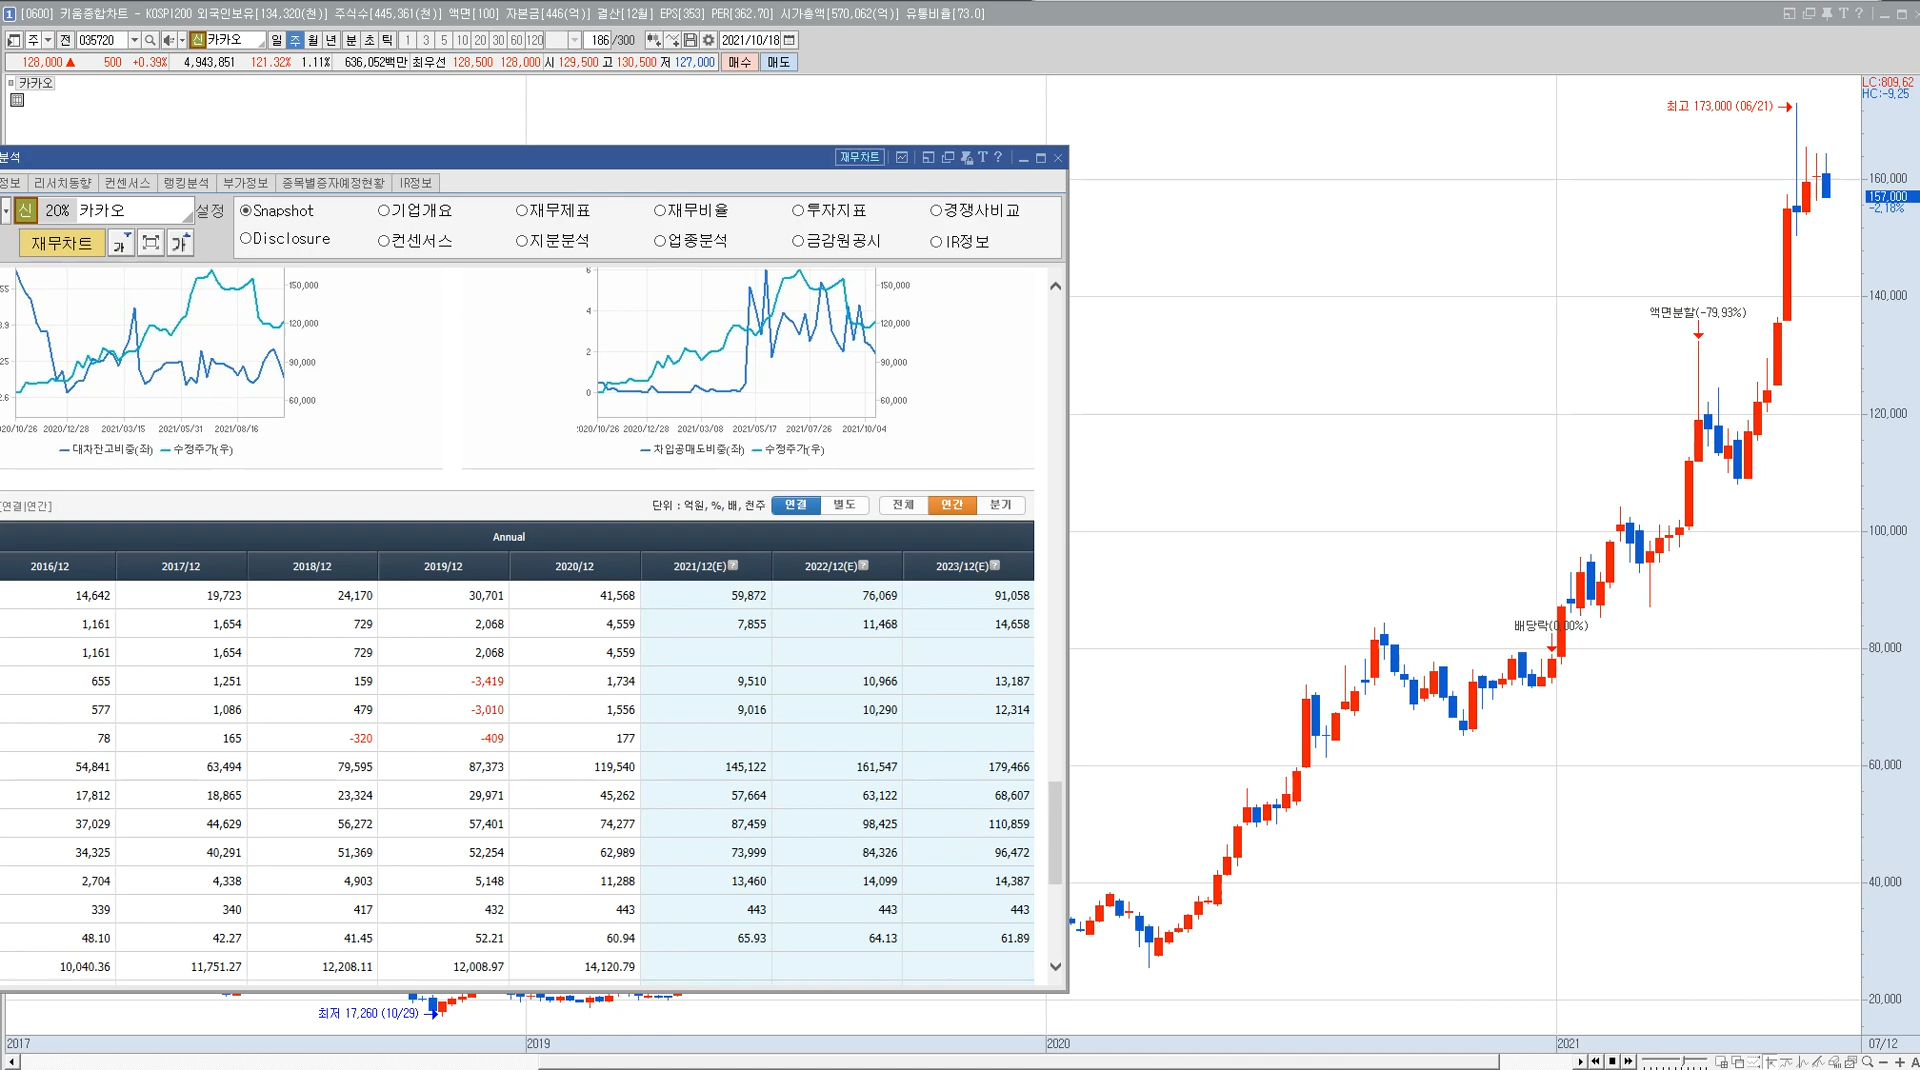 [0600] 키움종합차트 - KOSPI200 외국인보유[134,320(천)] 주식수[445,361(천)] 액면[100] 자본금[446(억)] 결산[12월] EPS[353] PER[362.70] 시가총액[570,062(억)] 유통비율[73.0]
주 전 035720 신 카카오 일 주 월 년 분 초 틱 1 3 5 10 20 30 60 120 186 /300 2021/10/18
128,000 ▲ 500 +0.39% 4,943,851 121.32% 1.11% 636,052백만 최우선 128,500 128,000 시 129,500 고 130,500 저 127,000 매수 매도
카카오
LC:809.62
HC:-9.25
최고 173,000 (06/21)
160,000
157,000
-2.18%
140,000
액면분할(-79.93%)
120,000
100,000
배당락(0.00%)
80,000
60,000
40,000
20,000
분석 재무차트 T ?
정보 리서치동향 컨센서스 랭킹분석 부가정보 종목별증자예정현황 IR정보
신 20% 카카오 설정 Snapshot 기업개요 재무제표 재무비율 투자지표 경쟁사비교
재무차트 가 가 Disclosure 컨센서스 지분분석 업종분석 금감원공시 IR정보
150,000 6 150,000
120,000 4 120,000
90,000 2 90,000
60,000 0 60,000
20/10/26 2020/12/28 2021/03/15 2021/05/31 2021/08/16
2020/12/28 2021/03/08 2021/05/17 2021/07/26 2021/10/04
대차잔고비중(좌) 수정주가(우) 차입공매도비중(좌) 수정주가(우)
[연결|연간] 단위 : 억원, %, 배, 천주 연결 별도 전체 연간 분기
Annual
2016/12 2017/12 2018/12 2019/12 2020/12 2021/12(E) 2022/12(E) 2023/12(E)
14,642 19,723 24,170 30,701 41,568 59,872 76,069 91,058
1,161 1,654 729 2,068 4,559 7,855 11,468 14,658
1,161 1,654 729 2,068 4,559
655 1,251 159 -3,419 1,734 9,510 10,966 13,187
577 1,086 479 -3,010 1,556 9,016 10,290 12,314
78 165 -320 -409 177
54,841 63,494 79,595 87,373 119,540 145,122 161,547 179,466
17,812 18,865 23,324 29,971 45,262 57,664 63,122 68,607
37,029 44,629 56,272 57,401 74,277 87,459 98,425 110,859
34,325 40,291 51,369 52,254 62,989 73,999 84,326 96,472
2,704 4,338 4,903 5,148 11,288 13,460 14,099 14,387
339 340 417 432 443 443 443 443
48.10 42.27 41.45 52.21 60.94 65.93 64.13 61.89
10,040.36 11,751.27 12,208.11 12,008.97 14,120.79
최저 17,260 (10/29)
2017 2019 2020 2021 07/12